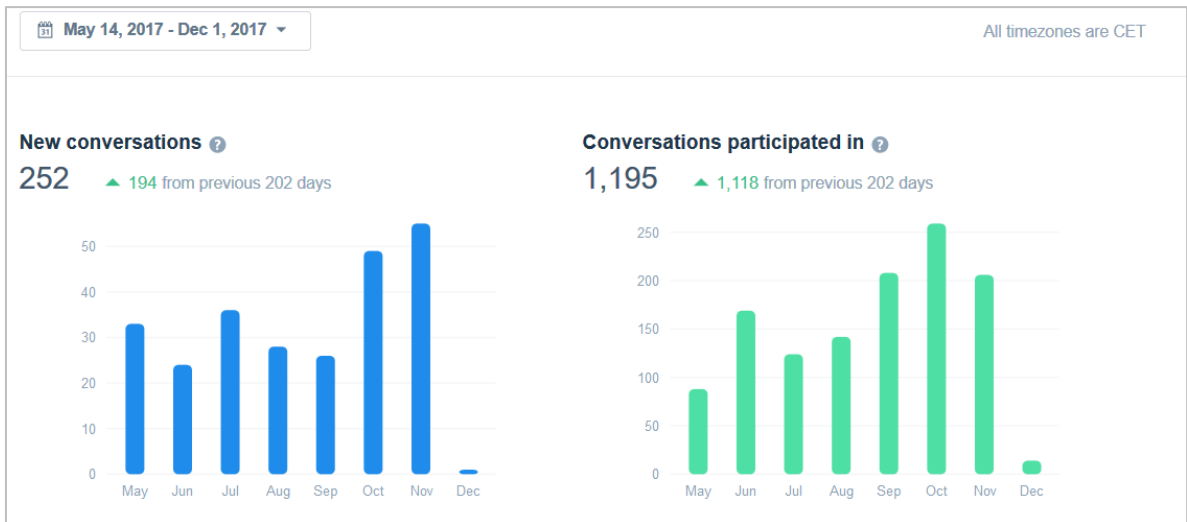 31 May 14, 2017 - Dec 1, 2017
All timezones are CET
New conversations ?
252 194 from previous 202 days
50
40
30
20
10
0
May Jun Jul Aug Sep Oct Nov Dec
Conversations participated in ?
1,195 1,118 from previous 202 days
250
200
150
100
50
0
May Jun Jul Aug Sep Oct Nov Dec